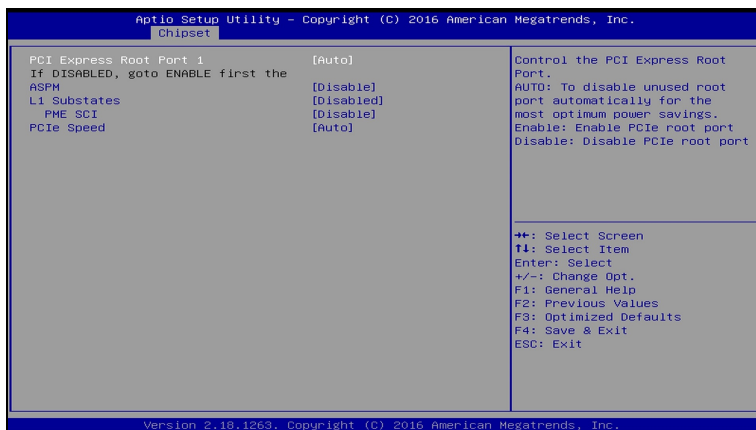 Aptio Setup Utility – Copyright (C) 2016 American Megatrends, Inc.
Chipset
PCI Express Root Port 1 [Auto]
If DISABLED, goto ENABLE first the
ASPM [Disable]
L1 Substates [Disabled]
PME SCI [Disable]
PCIe Speed [Auto]
Control the PCI Express Root
Port.
AUTO: To disable unused root
port automatically for the
most optimum power savings.
Enable: Enable PCIe root port
Disable: Disable PCIe root port
→←: Select Screen
↑↓: Select Item
Enter: Select
+/-: Change Opt.
F1: General Help
F2: Previous Values
F3: Optimized Defaults
F4: Save & Exit
ESC: Exit
Version 2.18.1263. Copyright (C) 2016 American Megatrends, Inc.